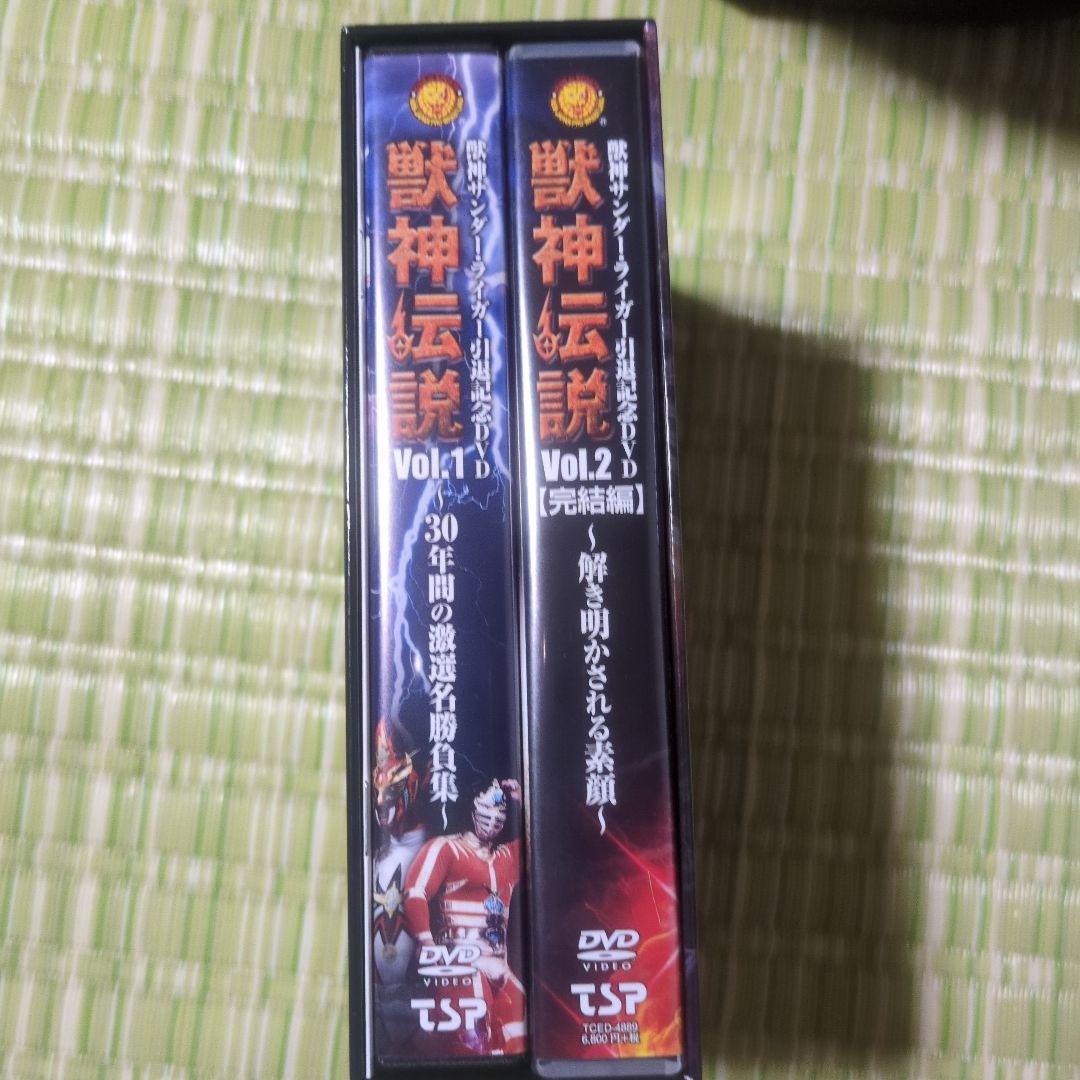 獣神サンダー・ライガー引退記念DVD
獣神伝説
Vol.1
～30年間の激選名勝負集～
DVD
VIDEO
TSP
獣神サンダー・ライガー引退記念DVD
獣神伝説
Vol.2
【完結編】
～解き明かされる素顔～
DVD
VIDEO
TSP
TCED-4889
6,800円+税